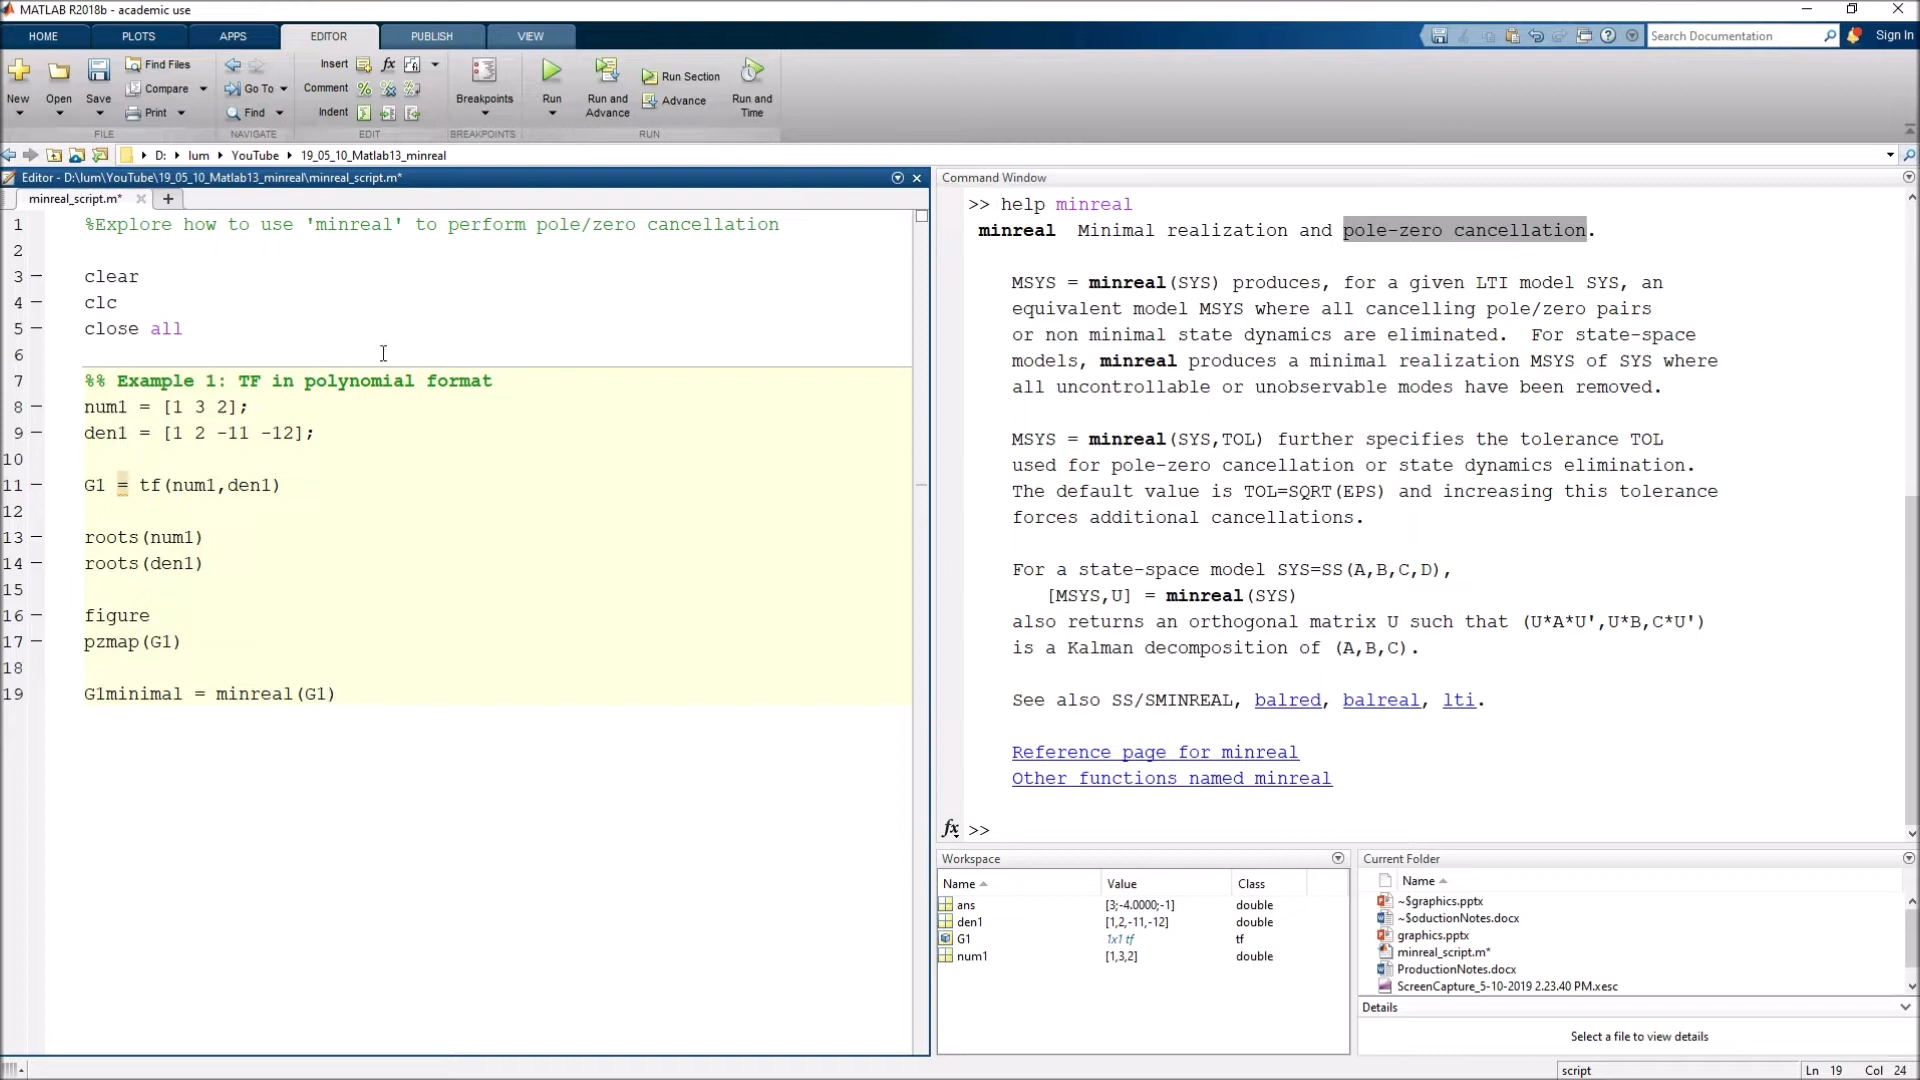 MATLAB R2018b - academic use
HOME PLOTS APPS EDITOR PUBLISH VIEW Search Documentation Sign In
New Open Save Find Files Compare Print Go To Find Insert Comment Indent Breakpoints Run Run and Advance Run Section Advance Run and Time
FILE NAVIGATE EDIT BREAKPOINTS RUN
D: lum YouTube 19_05_10_Matlab13_minreal
Editor - D:\lum\YouTube\19_05_10_Matlab13_minreal\minreal_script.m*
minreal_script.m* +
1 %Explore how to use 'minreal' to perform pole/zero cancellation
2
3 clear
4 clc
5 close all
6
7 %% Example 1: TF in polynomial format
8 num1 = [1 3 2];
9 den1 = [1 2 -11 -12];
10
11 G1 = tf(num1,den1)
12
13 roots(num1)
14 roots(den1)
15
16 figure
17 pzmap(G1)
18
19 G1minimal = minreal(G1)
Command Window
>> help minreal
minreal Minimal realization and pole-zero cancellation.
MSYS = minreal(SYS) produces, for a given LTI model SYS, an
equivalent model MSYS where all cancelling pole/zero pairs
or non minimal state dynamics are eliminated. For state-space
models, minreal produces a minimal realization MSYS of SYS where
all uncontrollable or unobservable modes have been removed.
MSYS = minreal(SYS,TOL) further specifies the tolerance TOL
used for pole-zero cancellation or state dynamics elimination.
The default value is TOL=SQRT(EPS) and increasing this tolerance
forces additional cancellations.
For a state-space model SYS=SS(A,B,C,D),
[MSYS,U] = minreal(SYS)
also returns an orthogonal matrix U such that (U*A*U',U*B,C*U')
is a Kalman decomposition of (A,B,C).
See also SS/SMINREAL, balred, balreal, lti.
Reference page for minreal
Other functions named minreal
fx >>
Workspace
Name Value Class
ans [3;-4.0000;-1] double
den1 [1,2,-11,-12] double
G1 1x1 tf tf
num1 [1,3,2] double
Current Folder
Name
~$graphics.pptx
~$oductionNotes.docx
graphics.pptx
minreal_script.m*
ProductionNotes.docx
ScreenCapture_5-10-2019 2.23.40 PM.xesc
Details
Select a file to view details
script Ln 19 Col 24